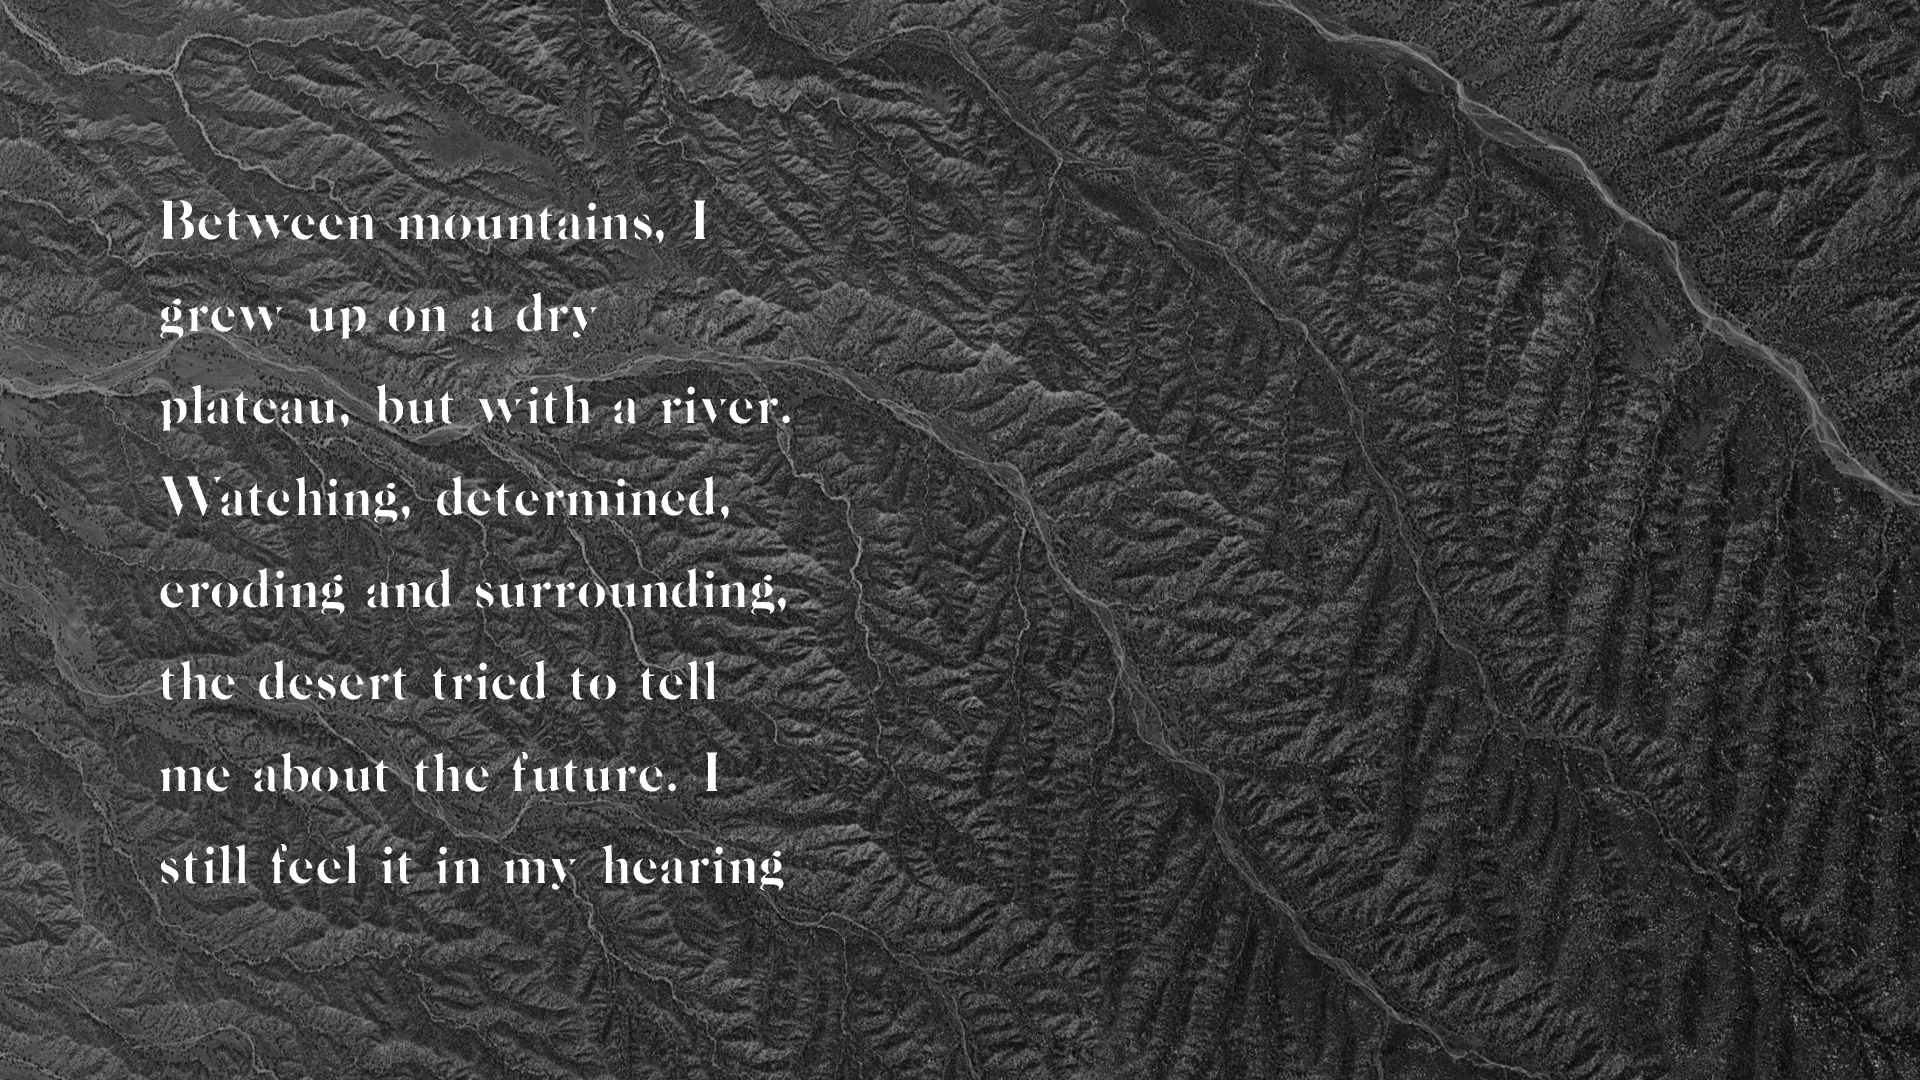 Between mountains, I
grew up on a dry
plateau, but with a river.
Watching, determined,
eroding and surrounding,
the desert tried to tell
me about the future. I
still feel it in my hearing